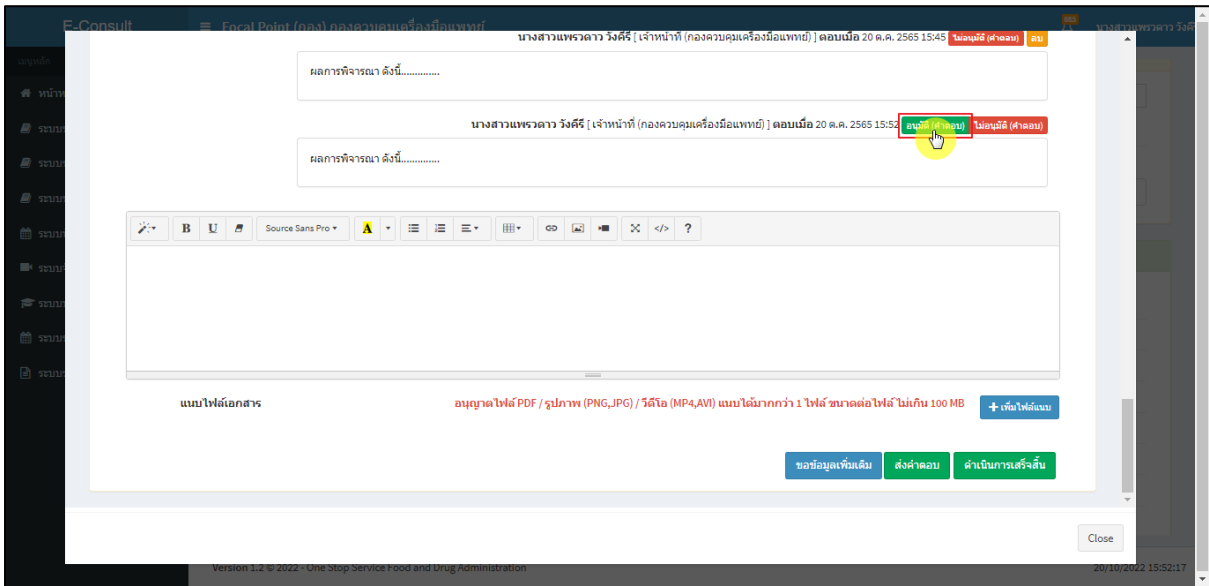 E-Consult
Focal Point (กอง) กองควบคุมเครื่องมือแพทย์
เมนูหลัก
นางสาวแพรวดาว วังคีรี [ เจ้าหน้าที่ (กองควบคุมเครื่องมือแพทย์) ] ตอบเมื่อ 20 ต.ค. 2565 15:45 ไม่อนุมัติ (คำตอบ) ลบ
ผลการพิจารณา ดังนี้..............
นางสาวแพรวดาว วังคีรี [ เจ้าหน้าที่ (กองควบคุมเครื่องมือแพทย์) ] ตอบเมื่อ 20 ต.ค. 2565 15:52 อนุมัติ (คำตอบ) ไม่อนุมัติ (คำตอบ)
ผลการพิจารณา ดังนี้..............
B U Source Sans Pro A </> ?
แนบไฟล์เอกสาร อนุญาตไฟล์ PDF / รูปภาพ (PNG,JPG) / วีดีโอ (MP4,AVI) แนบได้มากกว่า 1 ไฟล์ ขนาดต่อไฟล์ ไม่เกิน 100 MB + เพิ่มไฟล์แนบ
ขอข้อมูลเพิ่มเติม ส่งคำตอบ ดำเนินการเสร็จสิ้น
Close
Version 1.2 © 2022 - One Stop Service Food and Drug Administration 20/10/2022 15:52:17